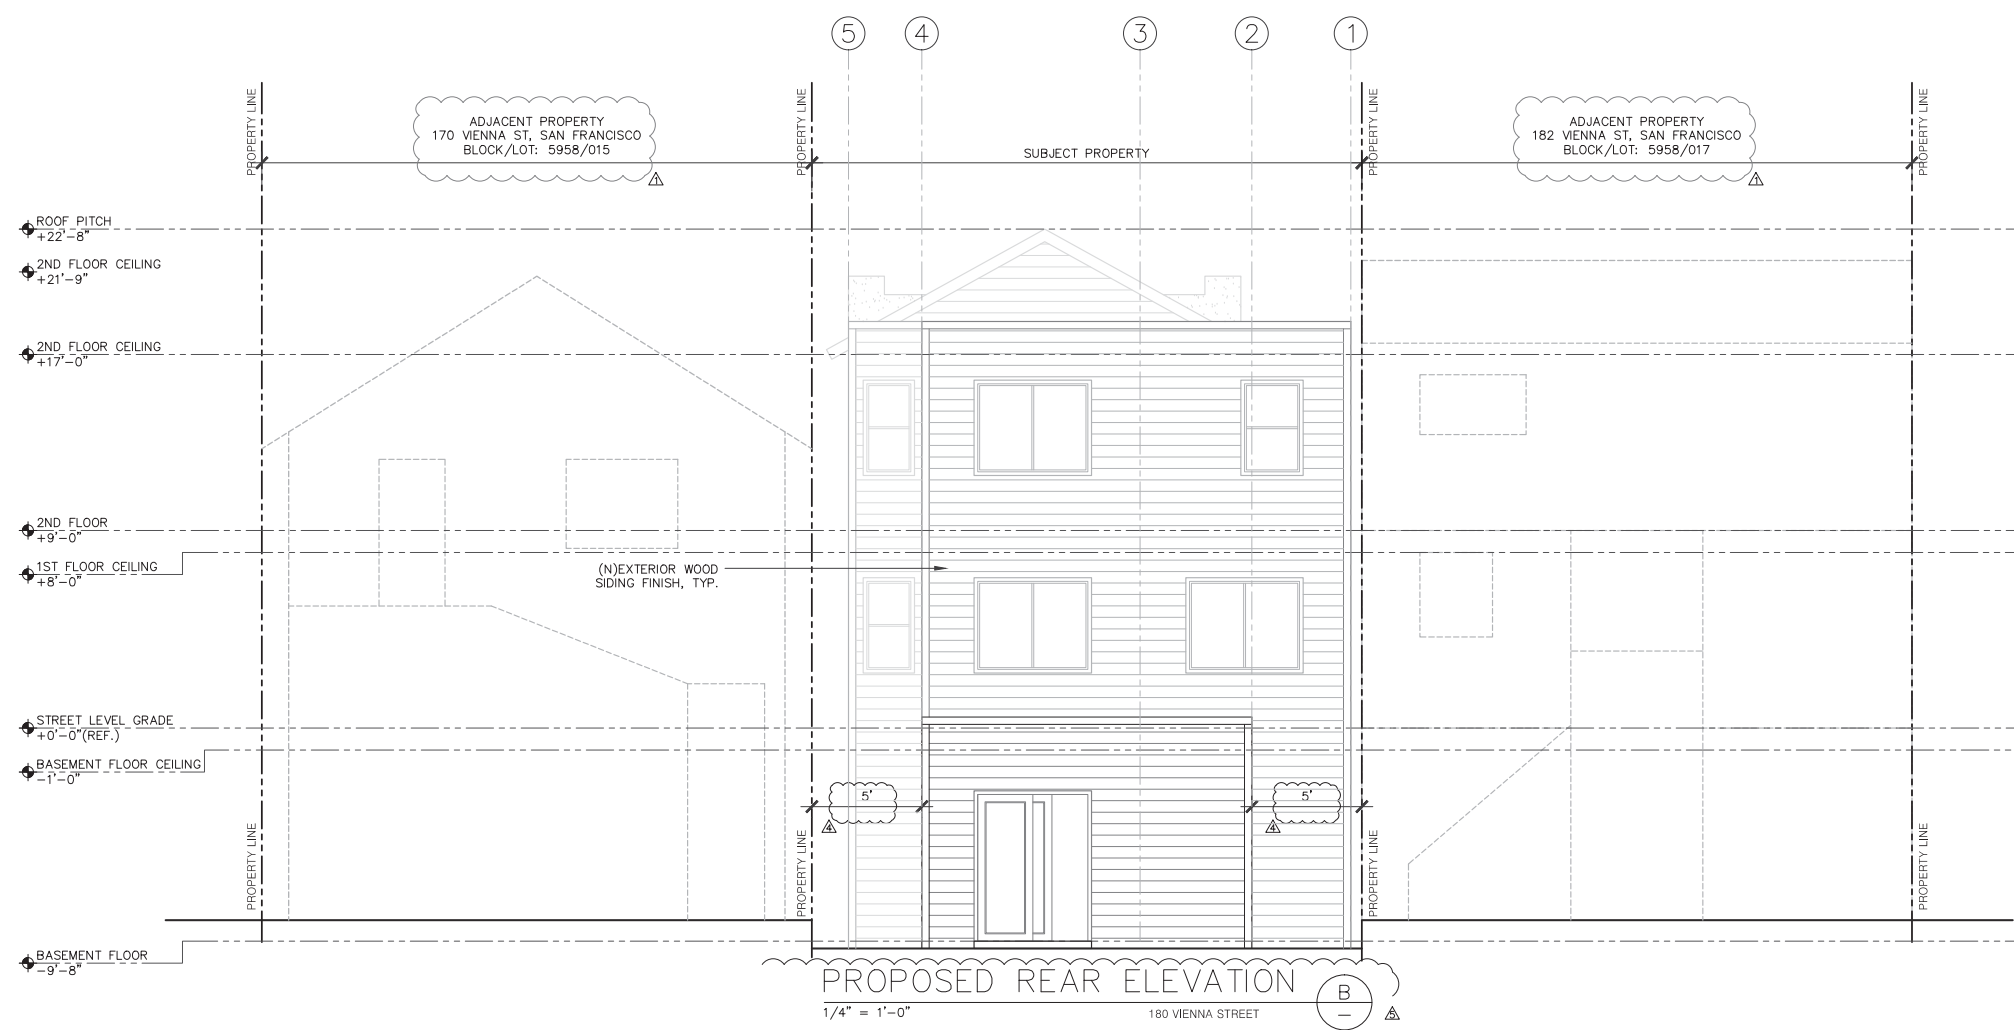 5
4
3
2
1
PROPERTY LINE
PROPERTY LINE
PROPERTY LINE
PROPERTY LINE
ADJACENT PROPERTY
170 VIENNA ST, SAN FRANCISCO
BLOCK/LOT: 5958/015
1
SUBJECT PROPERTY
ADJACENT PROPERTY
182 VIENNA ST, SAN FRANCISCO
BLOCK/LOT: 5958/017
1
ROOF PITCH
+22'-8"
2ND FLOOR CEILING
+21'-9"
2ND FLOOR CEILING
+17'-0"
2ND FLOOR
+9'-0"
1ST FLOOR CEILING
+8'-0"
(N)EXTERIOR WOOD
SIDING FINISH, TYP.
STREET LEVEL GRADE
+0'-0"(REF.)
BASEMENT FLOOR CEILING
-1'-0"
5'
4
5'
4
PROPERTY LINE
PROPERTY LINE
PROPERTY LINE
PROPERTY LINE
BASEMENT FLOOR
-9'-8"
PROPOSED REAR ELEVATION
B
-
1/4" = 1'-0"
180 VIENNA STREET
5